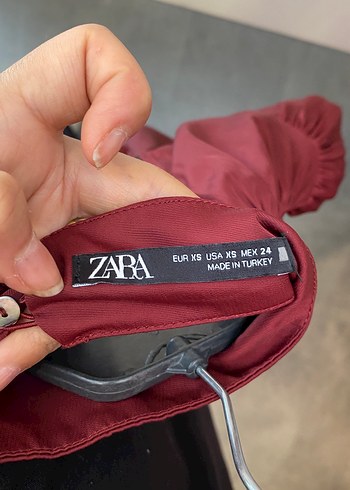 ZARA
EUR XS USA XS MEX 24
MADE IN TURKEY